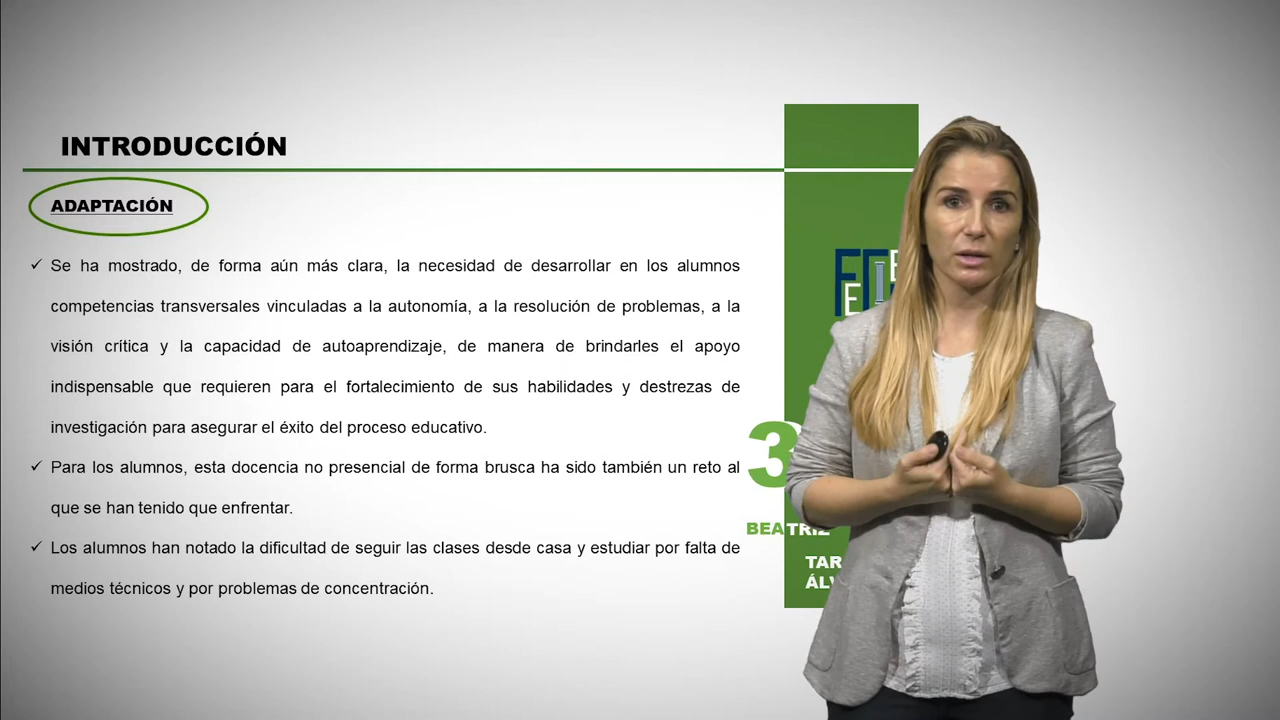 INTRODUCCIÓN
ADAPTACIÓN
✓ Se ha mostrado, de forma aún más clara, la necesidad de desarrollar en los alumnos
competencias transversales vinculadas a la autonomía, a la resolución de problemas, a la
visión crítica y la capacidad de autoaprendizaje, de manera de brindarles el apoyo
indispensable que requieren para el fortalecimiento de sus habilidades y destrezas de
investigación para asegurar el éxito del proceso educativo.
✓ Para los alumnos, esta docencia no presencial de forma brusca ha sido también un reto al
que se han tenido que enfrentar.
✓ Los alumnos han notado la dificultad de seguir las clases desde casa y estudiar por falta de
medios técnicos y por problemas de concentración.
3
BEATRIZ